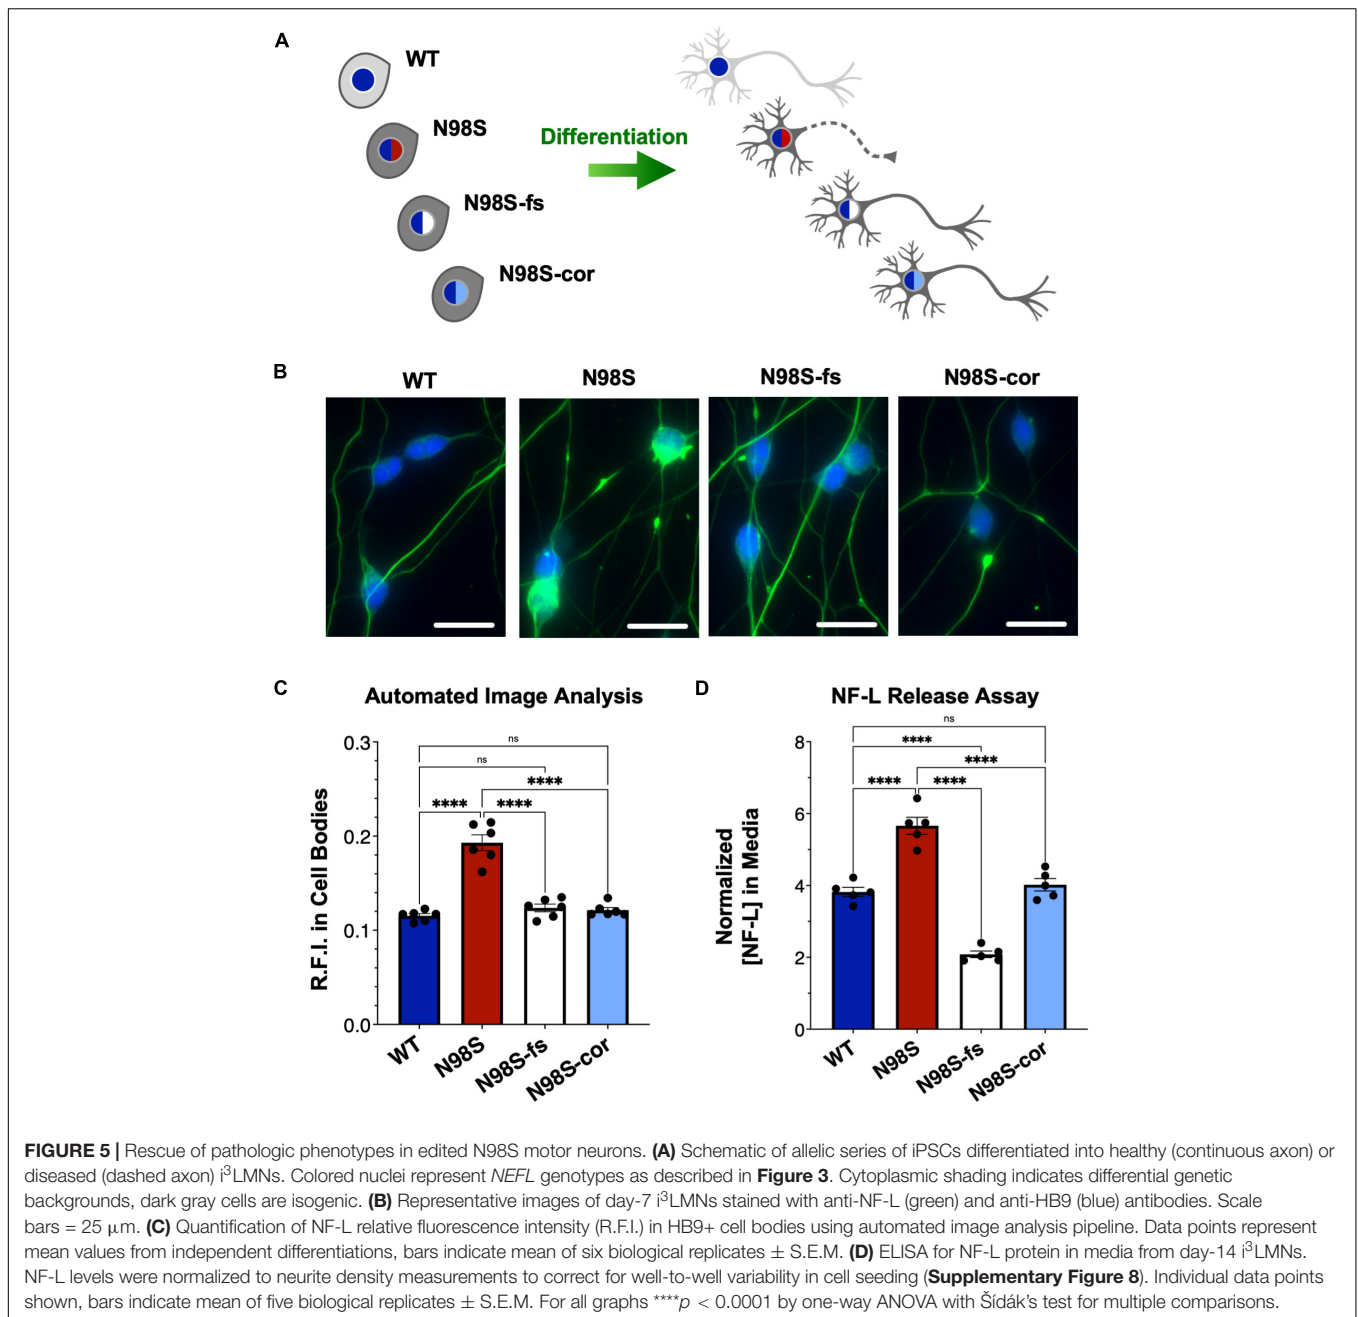 A
WT
N98S
N98S-fs
N98S-cor
Differentiation
B
WT
N98S
N98S-fs
N98S-cor
C
Automated Image Analysis
R.F.I. in Cell Bodies
0.3
0.2
0.1
0.0
ns
ns
****
****
****
WT
N98S
N98S-fs
N98S-cor
D
NF-L Release Assay
Normalized
[NF-L] in Media
8
6
4
2
0
ns
****
****
****
****
WT
N98S
N98S-fs
N98S-cor
FIGURE 5 | Rescue of pathologic phenotypes in edited N98S motor neurons. (A) Schematic of allelic series of iPSCs differentiated into healthy (continuous axon) or
diseased (dashed axon) i³LMNs. Colored nuclei represent NEFL genotypes as described in Figure 3. Cytoplasmic shading indicates differential genetic
backgrounds, dark gray cells are isogenic. (B) Representative images of day-7 i³LMNs stained with anti-NF-L (green) and anti-HB9 (blue) antibodies. Scale
bars = 25 μm. (C) Quantification of NF-L relative fluorescence intensity (R.F.I.) in HB9+ cell bodies using automated image analysis pipeline. Data points represent
mean values from independent differentiations, bars indicate mean of six biological replicates ± S.E.M. (D) ELISA for NF-L protein in media from day-14 i³LMNs.
NF-L levels were normalized to neurite density measurements to correct for well-to-well variability in cell seeding (Supplementary Figure 8). Individual data points
shown, bars indicate mean of five biological replicates ± S.E.M. For all graphs ****p < 0.0001 by one-way ANOVA with Šídák's test for multiple comparisons.